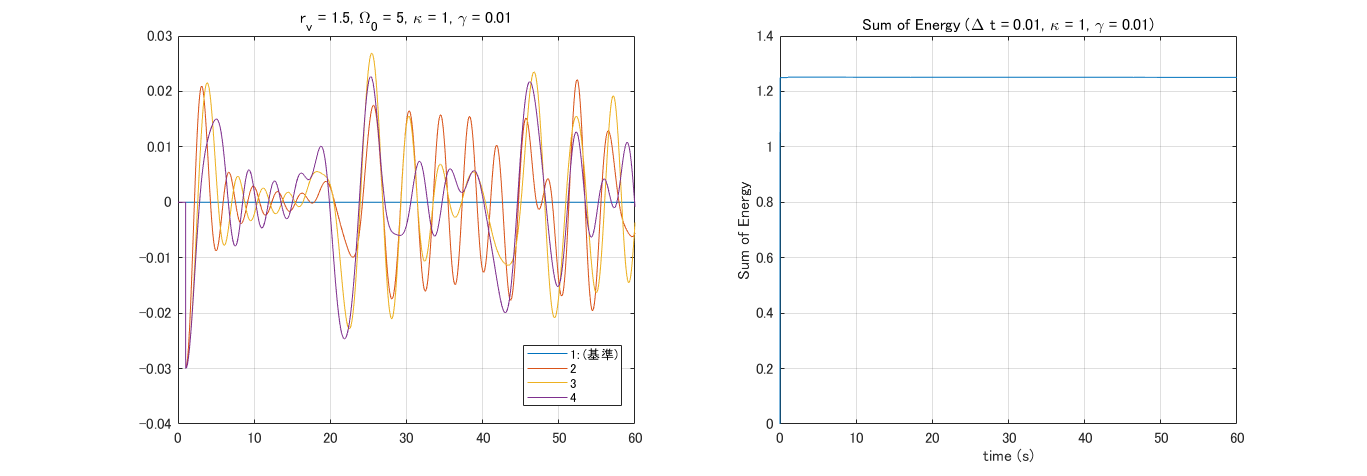 r_v = 1.5, Ω_0 = 5, κ = 1, γ = 0.01
0.03
0.02
0.01
0
-0.01
-0.02
-0.03
-0.04
0 10 20 30 40 50 60
1:(基準)
2
3
4
Sum of Energy (Δ t = 0.01, κ = 1, γ = 0.01)
Sum of Energy
1.4
1.2
1
0.8
0.6
0.4
0.2
0
0 10 20 30 40 50 60
time (s)